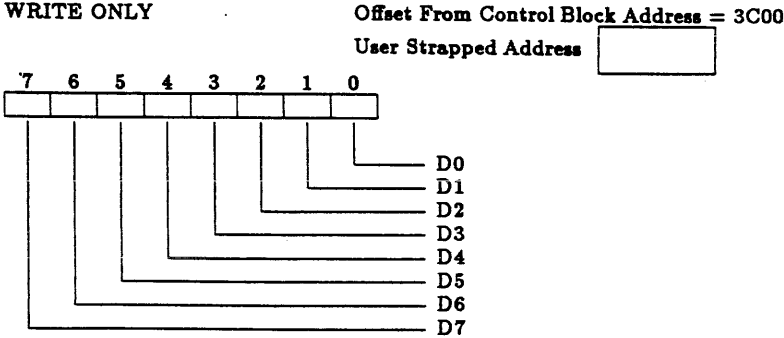 WRITE ONLY
Offset From Control Block Address = 3C00
User Strapped Address
7 6 5 4 3 2 1 0
D0
D1
D2
D3
D4
D5
D6
D7